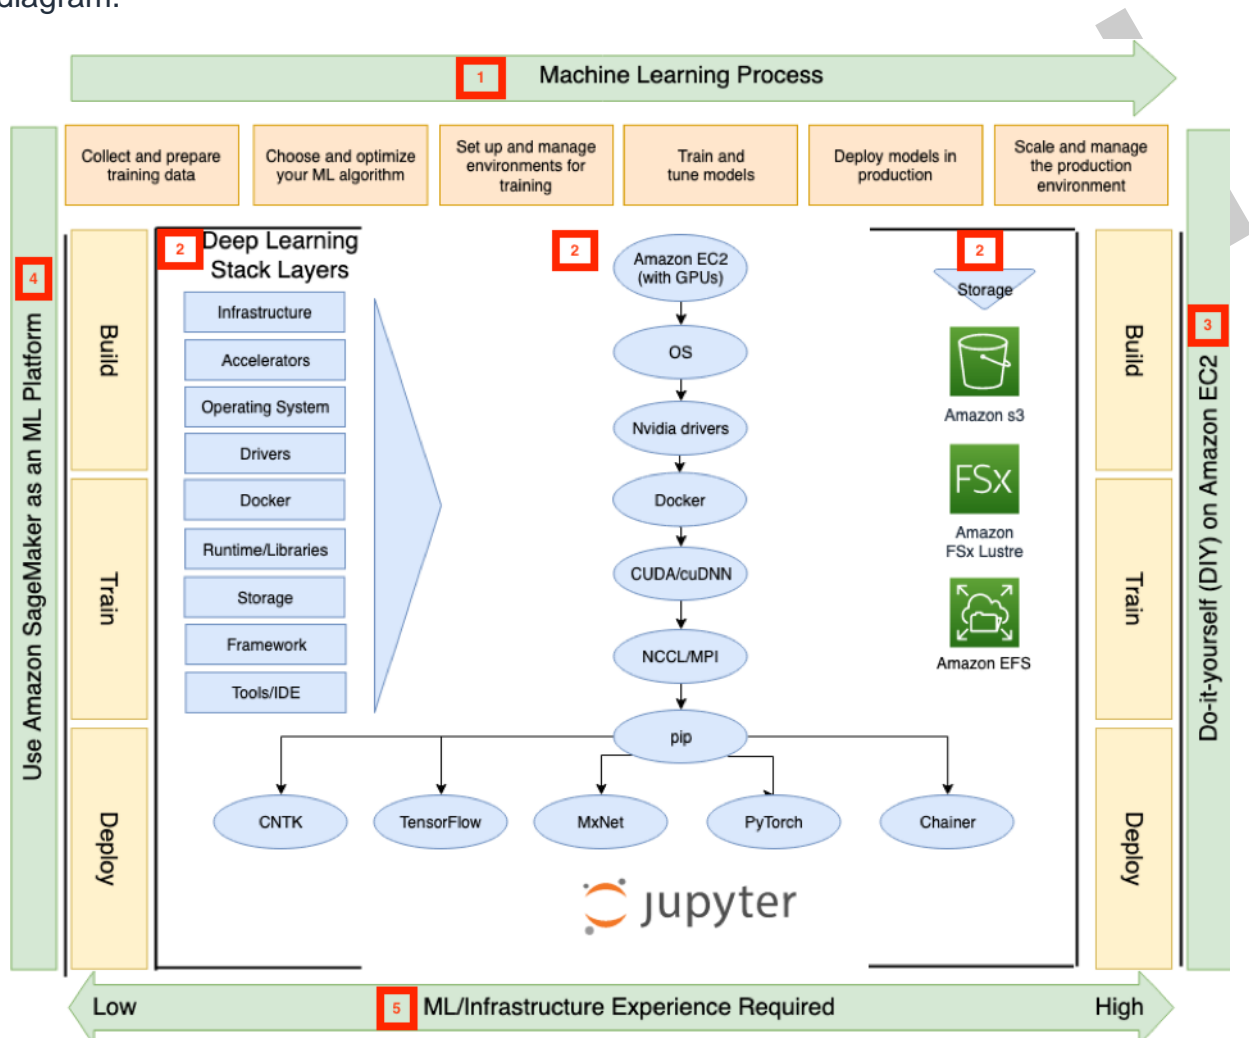 diagram:
1
Machine Learning Process
Collect and prepare
training data
Choose and optimize
your ML algorithm
Set up and manage
environments for
training
Train and
tune models
Deploy models in
production
Scale and manage
the production
environment
4
Use Amazon SageMaker as an ML Platform
Build
Train
Deploy
2
Deep Learning
Stack Layers
Infrastructure
Accelerators
Operating System
Drivers
Docker
Runtime/Libraries
Storage
Framework
Tools/IDE
2
Amazon EC2
(with GPUs)
OS
Nvidia drivers
Docker
CUDA/cuDNN
NCCL/MPI
pip
CNTK
TensorFlow
MxNet
PyTorch
Chainer
jupyter
2
Storage
Amazon s3
FSx
Amazon
FSx Lustre
Amazon EFS
Build
Train
Deploy
3
Do-it-yourself (DIY) on Amazon EC2
Low
5
ML/Infrastructure Experience Required
High